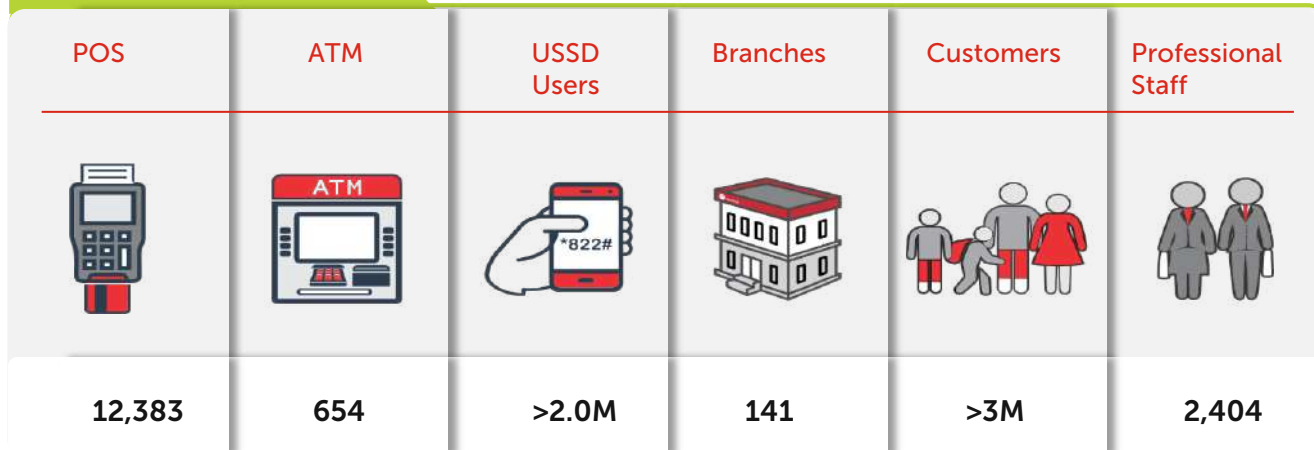 POS
ATM
USSD
Users
Branches
Customers
Professional
Staff
ATM
*822#
12,383
654
>2.0M
141
>3M
2,404